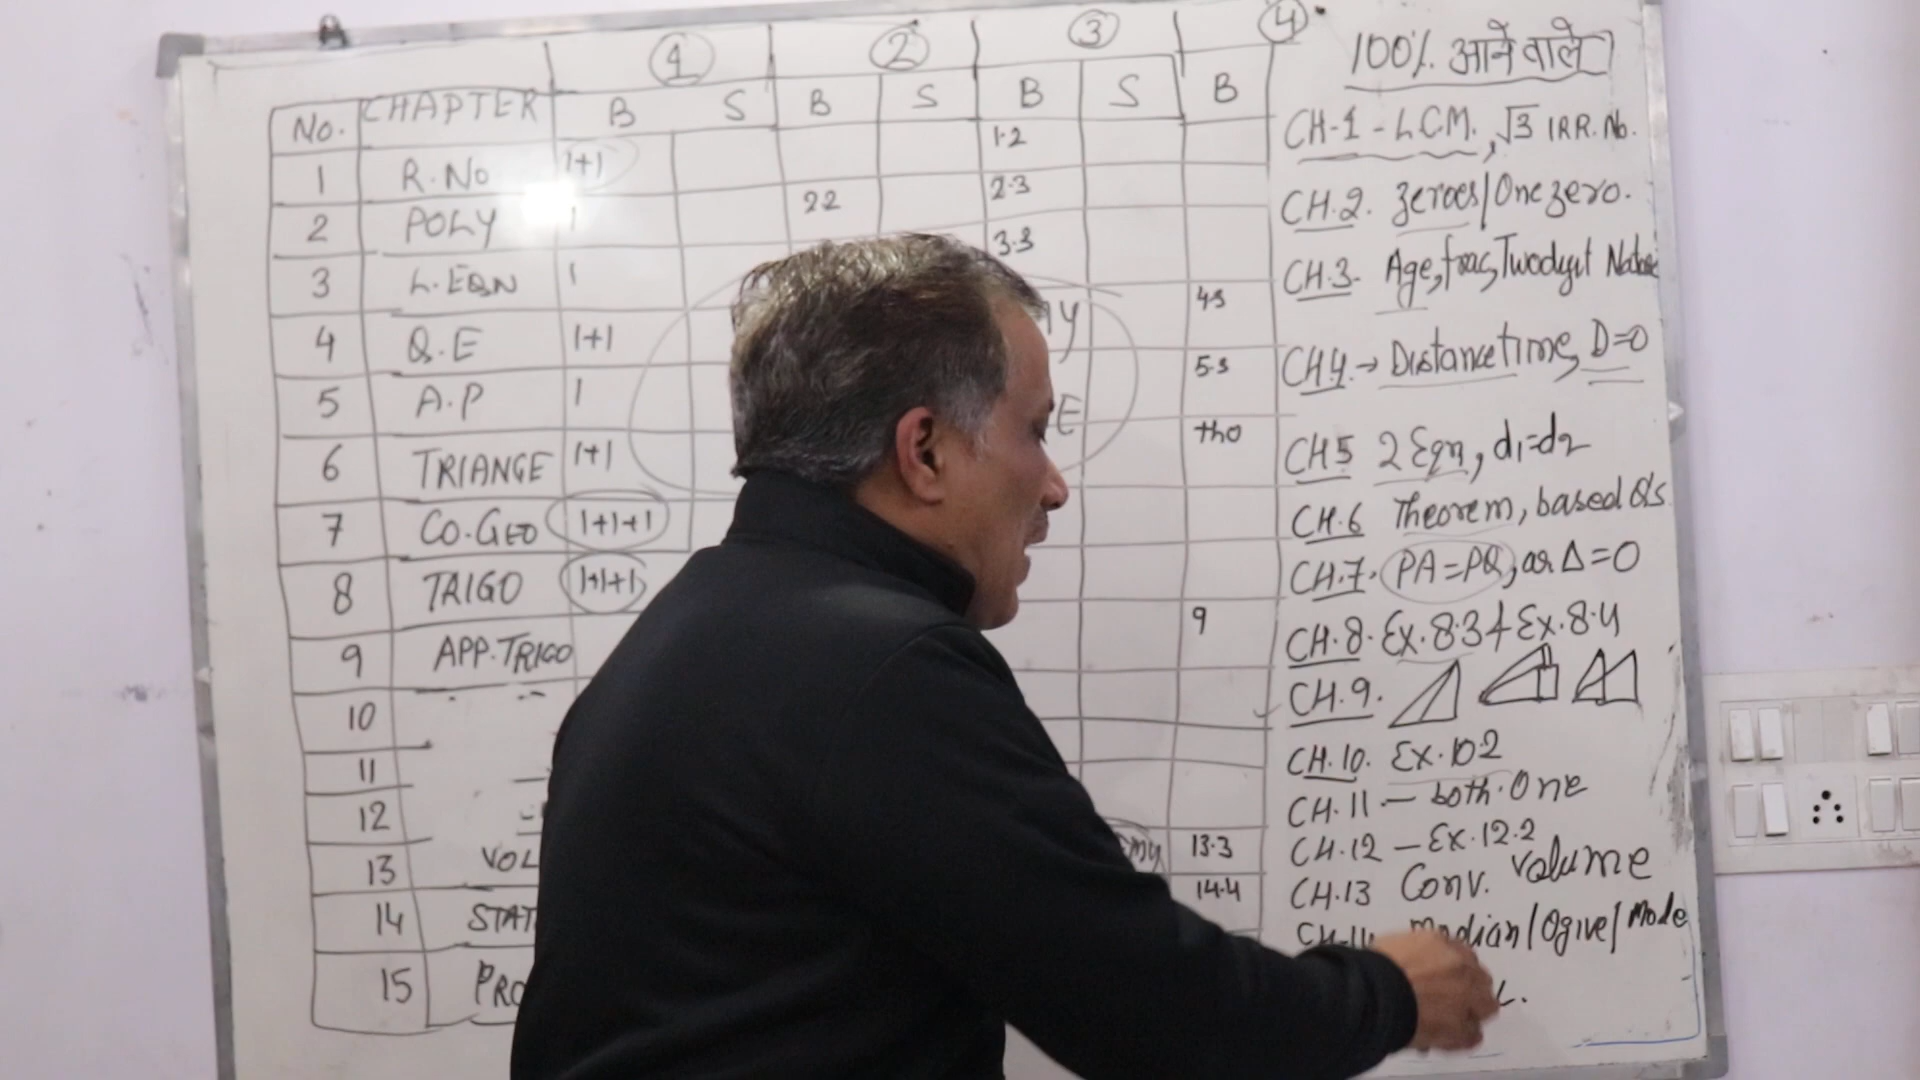 ① ② ③ ④
No. CHAPTER B S B S B S B
1 R.No 1+1 1.2
2 POLY 1 22 2.3
3 L.EQN 1 3.3
4 Q.E 1+1 4.3
5 A.P 1 5.3
6 TRIANGE 1+1 tho
7 CO.GEO 1+1+1
8 TRIGO 1+1+1
9 APP.TRIGO 9
10
11
12
13 VOL 13.3
14 STAT 14.4
15 PRO
100% आने वाले
CH-1 - LCM, √3 IRR. No.
CH.2. Zeroes/One zero.
CH.3. Age, frac, Two digit
CH.4. → Distance time, D=0
CH5 2 Eqn, d₁=d₂
CH.6 Theorem, based Q's
CH.7. PA=PQ, ar Δ=0
CH.8. Ex.8.3+Ex.8.4
CH.9.
CH.10. Ex.10.2
CH.11 — both One
CH.12 — Ex.12.2
CH.13 Conv. Volume
CH-14 Median/Ogive/Mode